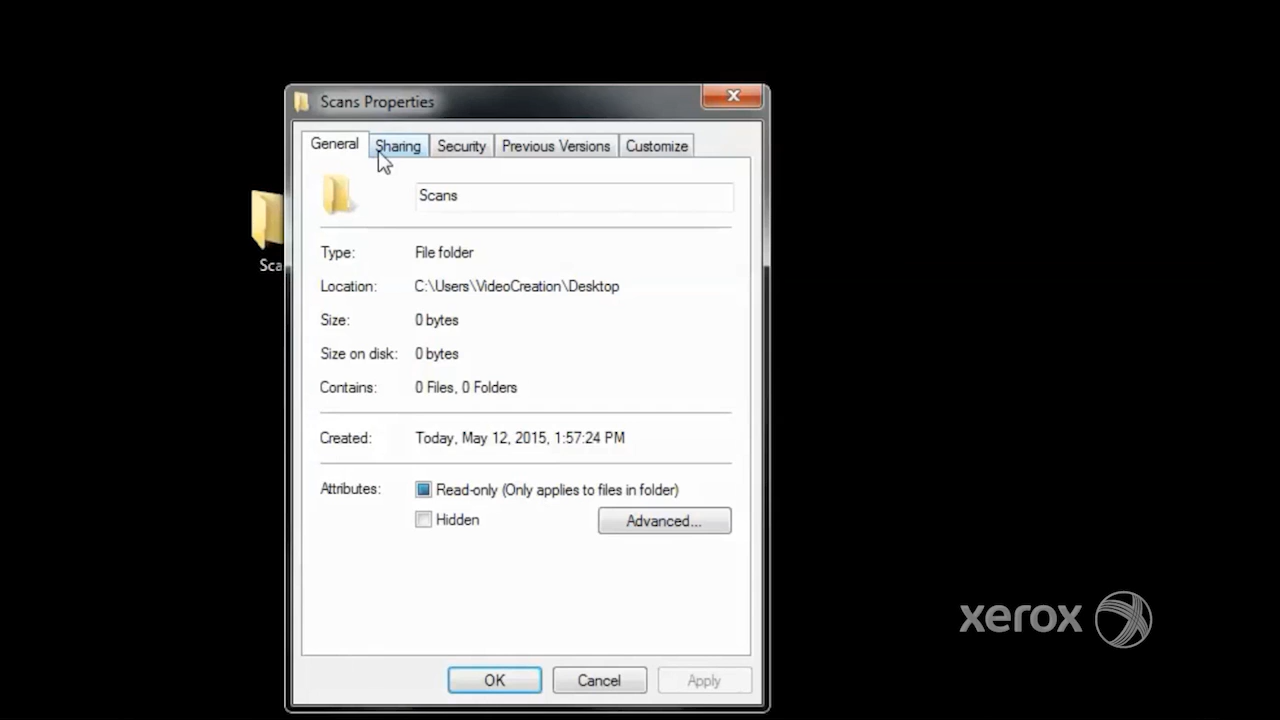 Scans Properties
General Sharing Security Previous Versions Customize
Scans
Sca
Type: File folder
Location: C:\Users\VideoCreation\Desktop
Size: 0 bytes
Size on disk: 0 bytes
Contains: 0 Files, 0 Folders
Created: Today, May 12, 2015, 1:57:24 PM
Attributes: Read-only (Only applies to files in folder)
Hidden Advanced...
xerox
OK Cancel Apply